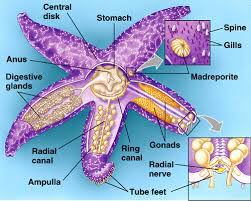 Central
disk
Stomach
Spine
Gills
Anus
Madreporite
Digestive
glands
Gonads
Radial
canal
Ring
canal
Radial
nerve
Ampulla
Tube feet